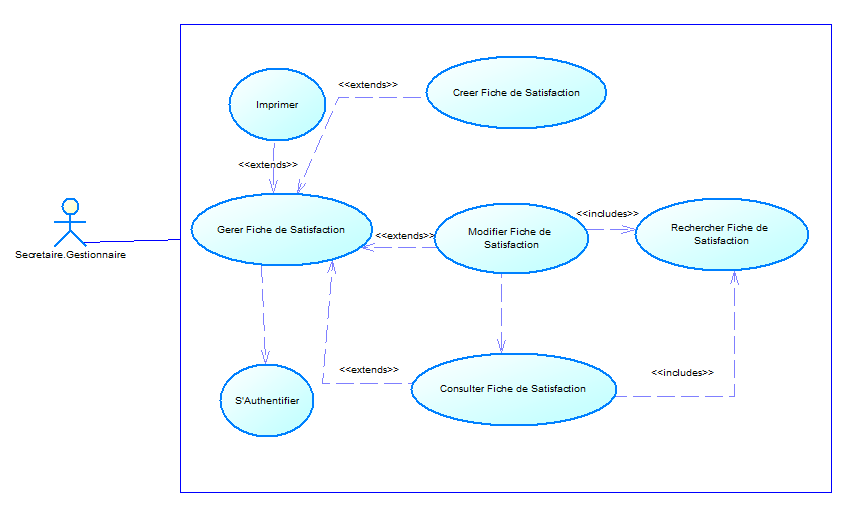 <<extends>>
Creer Fiche de Satisfaction
Imprimer
<<extends>>
Gerer Fiche de Satisfaction
<<extends>>
Modifier Fiche de
Satisfaction
<<includes>>
Rechercher Fiche de
Satisfaction
Secretaire.Gestionnaire
<<extends>>
<<includes>>
Consulter Fiche de Satisfaction
S'Authentifier